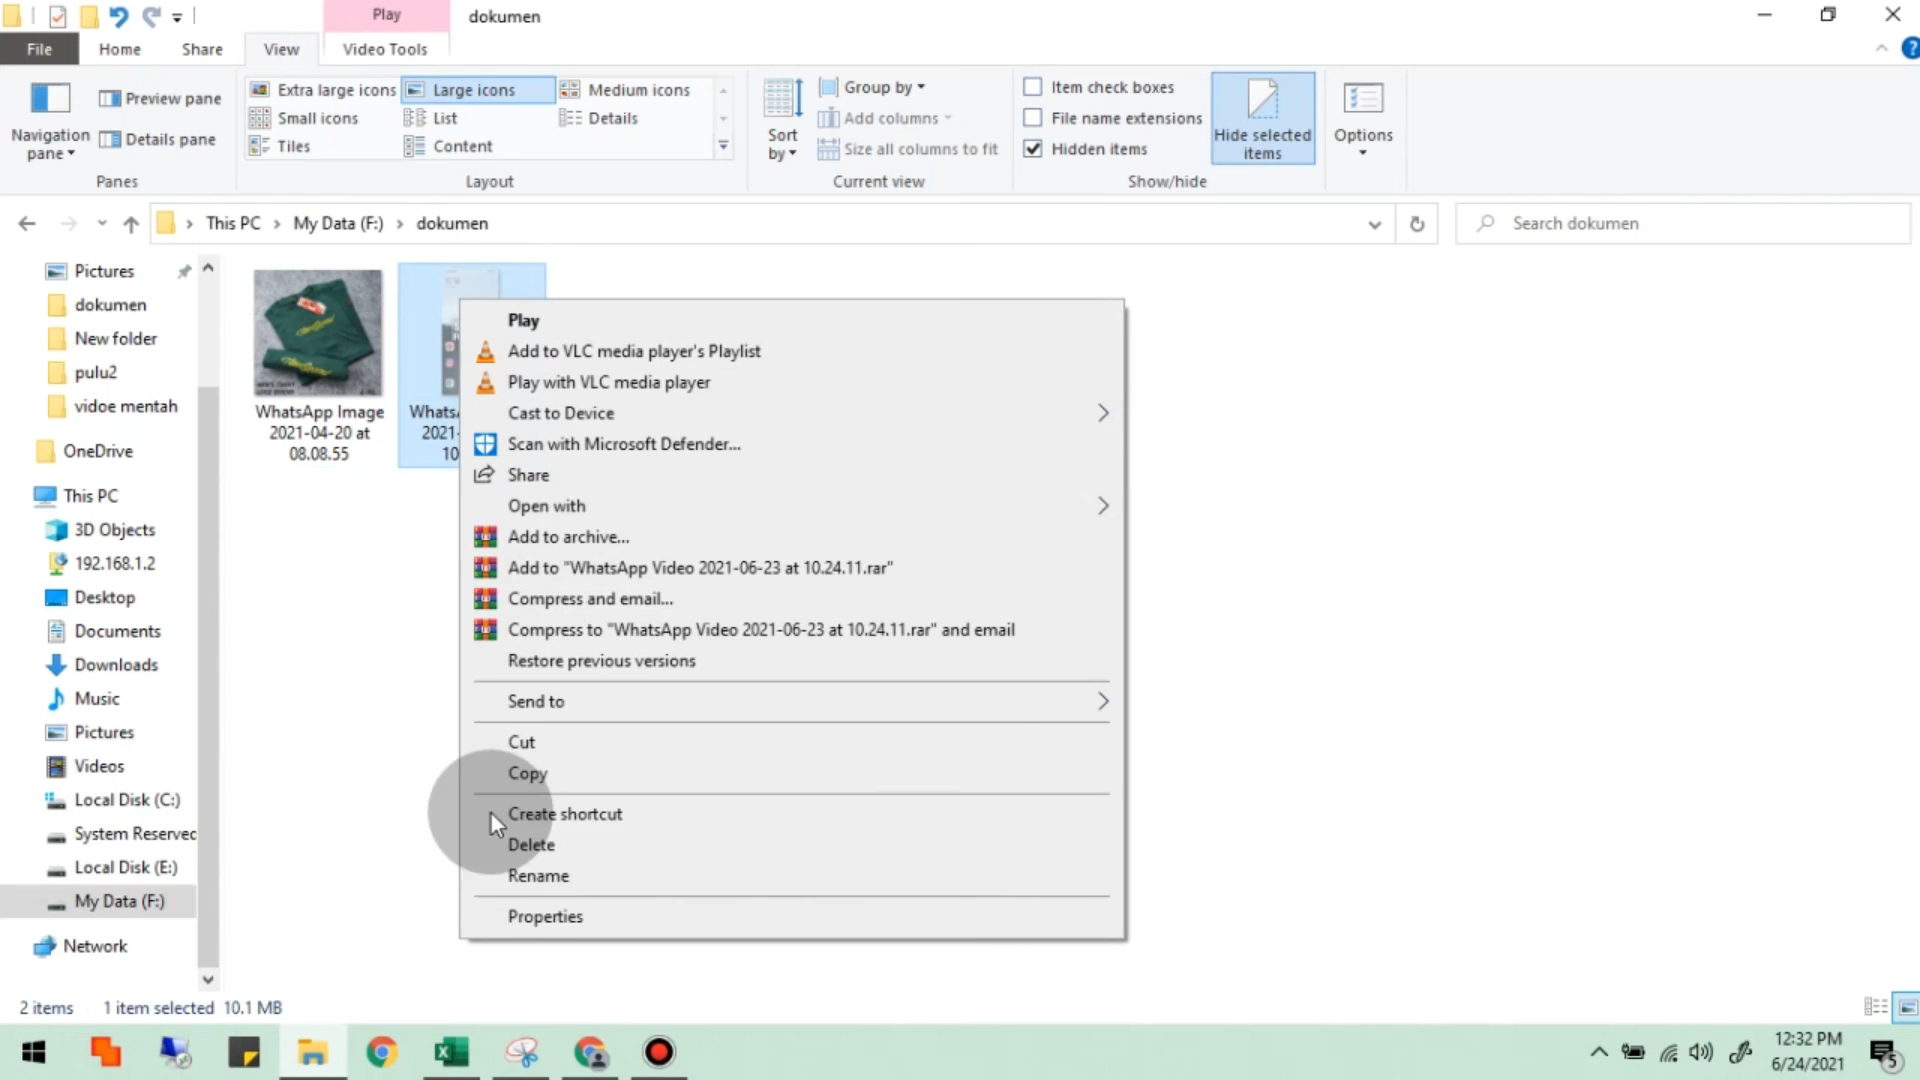 Play
dokumen
File
Home
Share
View
Video Tools
Navigation pane
Preview pane
Details pane
Panes
Extra large icons
Large icons
Medium icons
Small icons
List
Details
Tiles
Content
Layout
Sort by
Group by
Add columns
Size all columns to fit
Current view
Item check boxes
File name extensions
Hidden items
Hide selected items
Show/hide
Options
This PC > My Data (F:) > dokumen
Search dokumen
Pictures
dokumen
New folder
pulu2
vidoe mentah
OneDrive
This PC
3D Objects
192.168.1.2
Desktop
Documents
Downloads
Music
Pictures
Videos
Local Disk (C:)
System Reserved
Local Disk (E:)
My Data (F:)
Network
WhatsApp Image
2021-04-20 at
08.08.55
Whats
2021-
10
Play
Add to VLC media player's Playlist
Play with VLC media player
Cast to Device
Scan with Microsoft Defender...
Share
Open with
Add to archive...
Add to "WhatsApp Video 2021-06-23 at 10.24.11.rar"
Compress and email...
Compress to "WhatsApp Video 2021-06-23 at 10.24.11.rar" and email
Restore previous versions
Send to
Cut
Copy
Create shortcut
Delete
Rename
Properties
2 items
1 item selected 10.1 MB
12:32 PM
6/24/2021
5